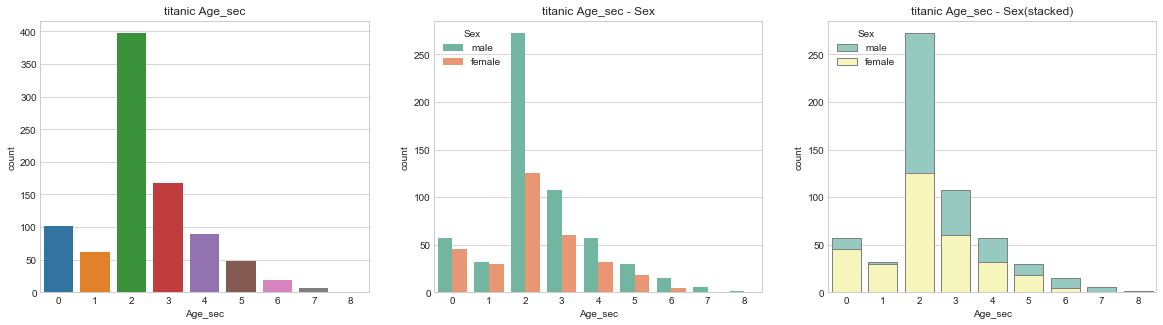 titanic Age_sec
400
350
300
250
200
150
100
50
0
count
0 1 2 3 4 5 6 7 8
Age_sec
titanic Age_sec - Sex
Sex
male
female
250
200
150
100
50
0
count
0 1 2 3 4 5 6 7 8
Age_sec
titanic Age_sec - Sex(stacked)
Sex
male
female
250
200
150
100
50
0
count
0 1 2 3 4 5 6 7 8
Age_sec